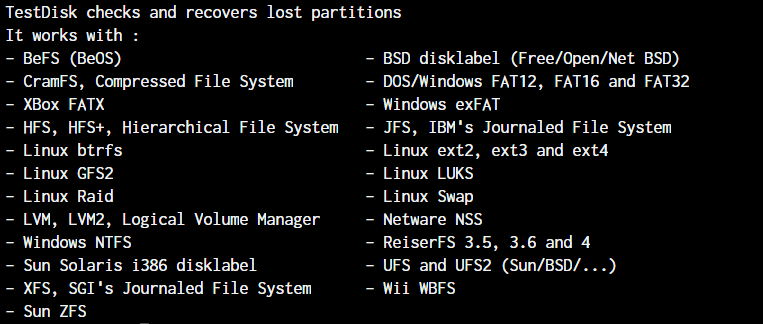 TestDisk checks and recovers lost partitions
It works with :
- BeFS (BeOS) - BSD disklabel (Free/Open/Net BSD)
- CramFS, Compressed File System - DOS/Windows FAT12, FAT16 and FAT32
- XBox FATX - Windows exFAT
- HFS, HFS+, Hierarchical File System - JFS, IBM's Journaled File System
- Linux btrfs - Linux ext2, ext3 and ext4
- Linux GFS2 - Linux LUKS
- Linux Raid - Linux Swap
- LVM, LVM2, Logical Volume Manager - Netware NSS
- Windows NTFS - ReiserFS 3.5, 3.6 and 4
- Sun Solaris i386 disklabel - UFS and UFS2 (Sun/BSD/...)
- XFS, SGI's Journaled File System - Wii WBFS
- Sun ZFS